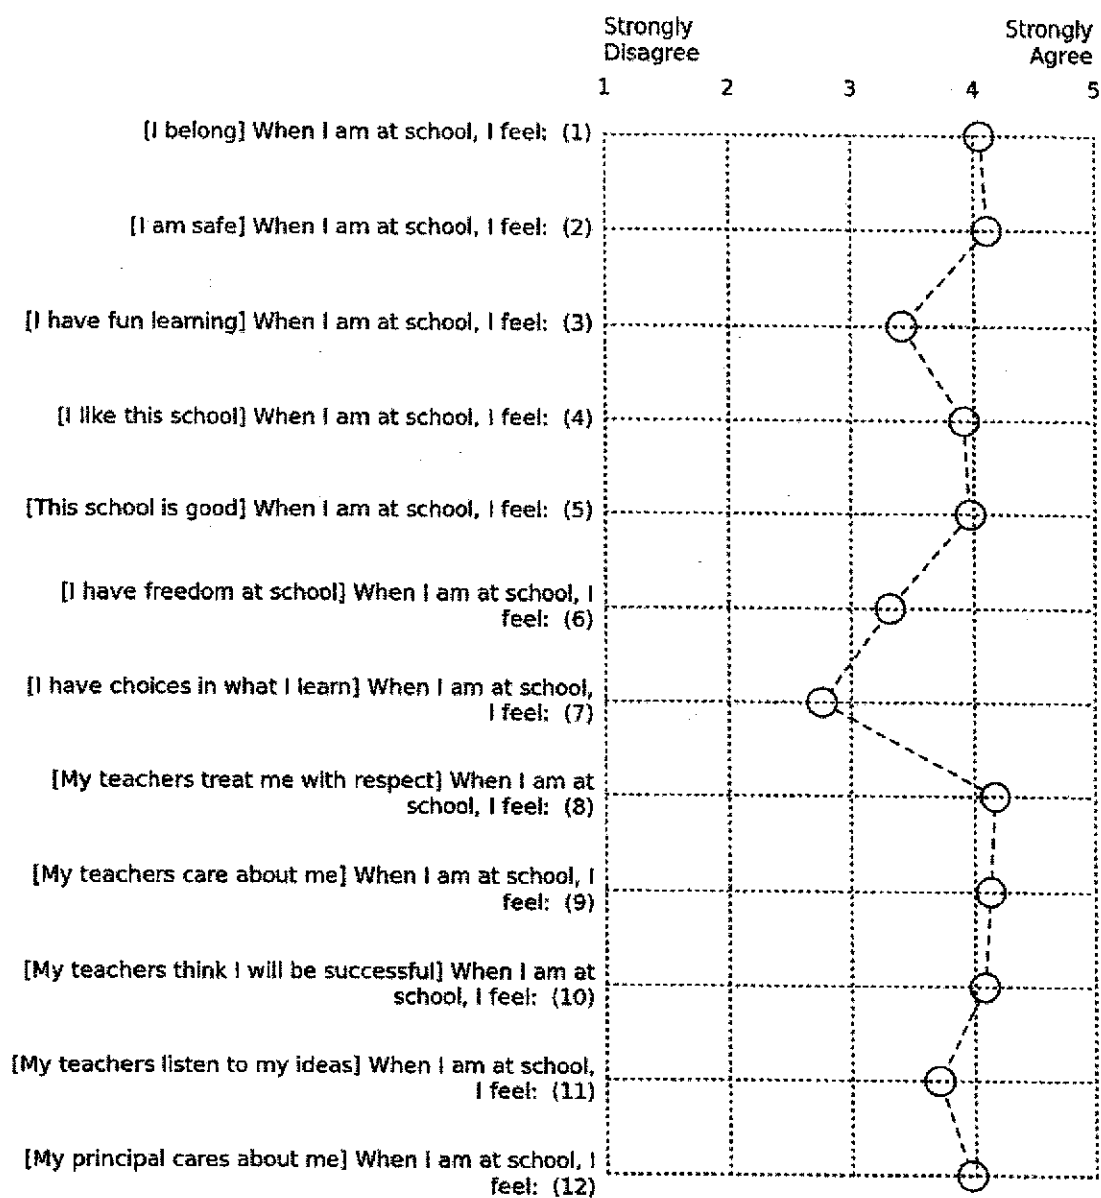 Strongly
Disagree
Strongly
Agree
1 2 3 4 5
[I belong] When I am at school, I feel: (1)
[I am safe] When I am at school, I feel: (2)
[I have fun learning] When I am at school, I feel: (3)
[I like this school] When I am at school, I feel: (4)
[This school is good] When I am at school, I feel: (5)
[I have freedom at school] When I am at school, I
feel: (6)
[I have choices in what I learn] When I am at school,
I feel: (7)
[My teachers treat me with respect] When I am at
school, I feel: (8)
[My teachers care about me] When I am at school, I
feel: (9)
[My teachers think I will be successful] When I am at
school, I feel: (10)
[My teachers listen to my ideas] When I am at school,
I feel: (11)
[My principal cares about me] When I am at school, I
feel: (12)